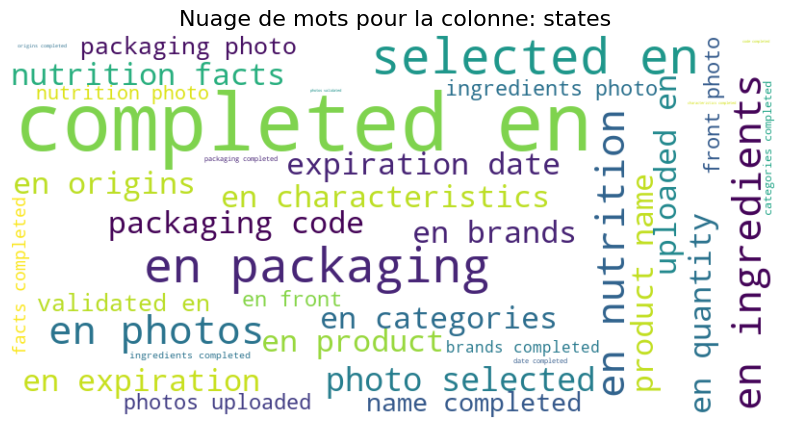 Nuage de mots pour la colonne: states
origins completed
packaging photo
selected en
nutrition facts
nutrition photo
photos validated
ingredients photo
completed en
packaging completed
expiration date
en origins
en characteristics
packaging code
en brands
en packaging
facts completed
validated en
en front
en photos
en categories
en product
ingredients completed
brands completed
date completed
en expiration
photo selected
photos uploaded
name completed
en nutrition
product name
uploaded en
en quantity
front photo
en ingredients
categories completed
characteristics completed